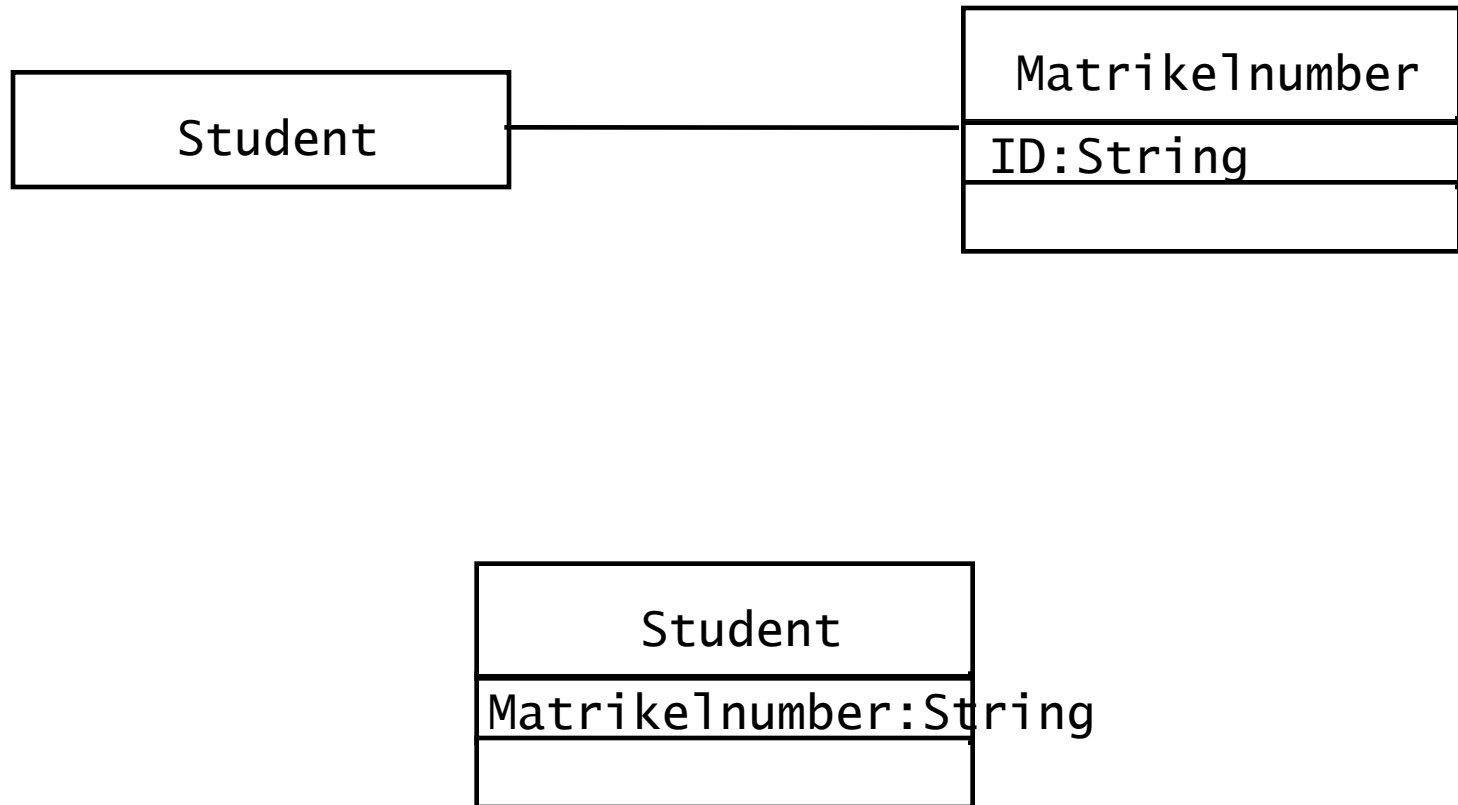 Student
Matrikelnumber
ID:String
Student
Matrikelnumber:String